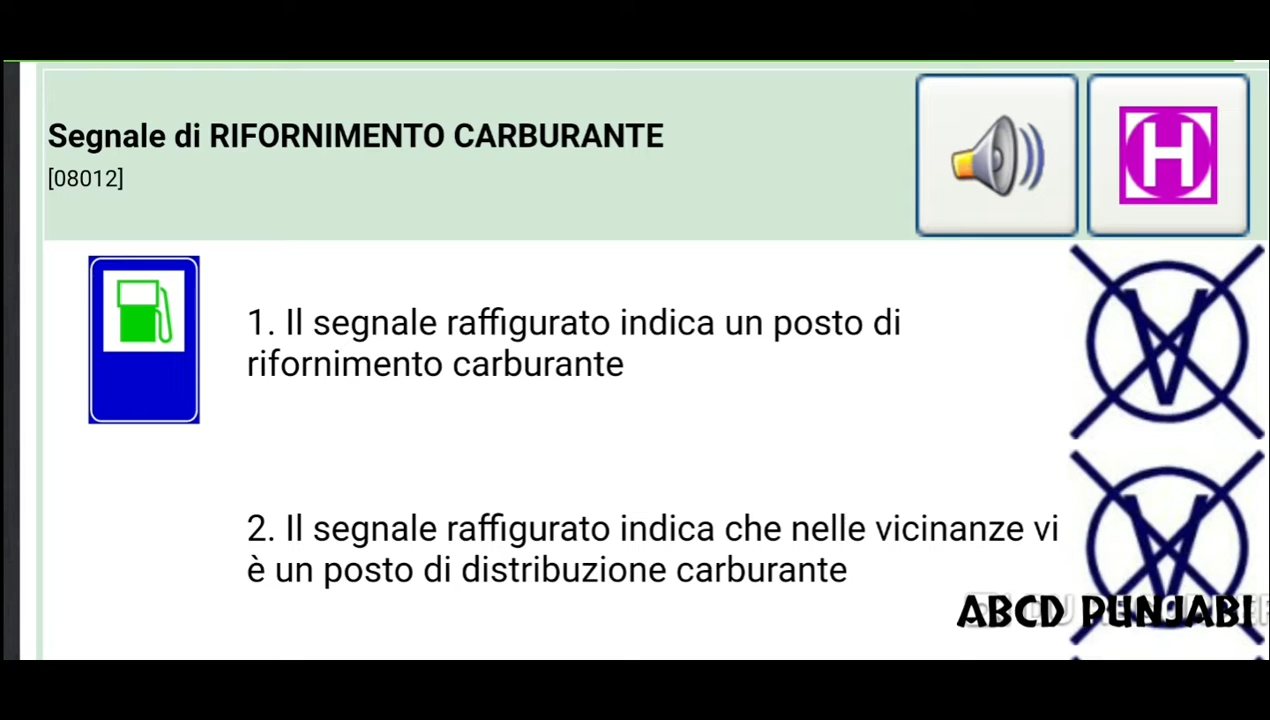 Segnale di RIFORNIMENTO CARBURANTE
[08012]
H
1. Il segnale raffigurato indica un posto di
rifornimento carburante
V
2. Il segnale raffigurato indica che nelle vicinanze vi
è un posto di distribuzione carburante
V
ABCD PUNJABI